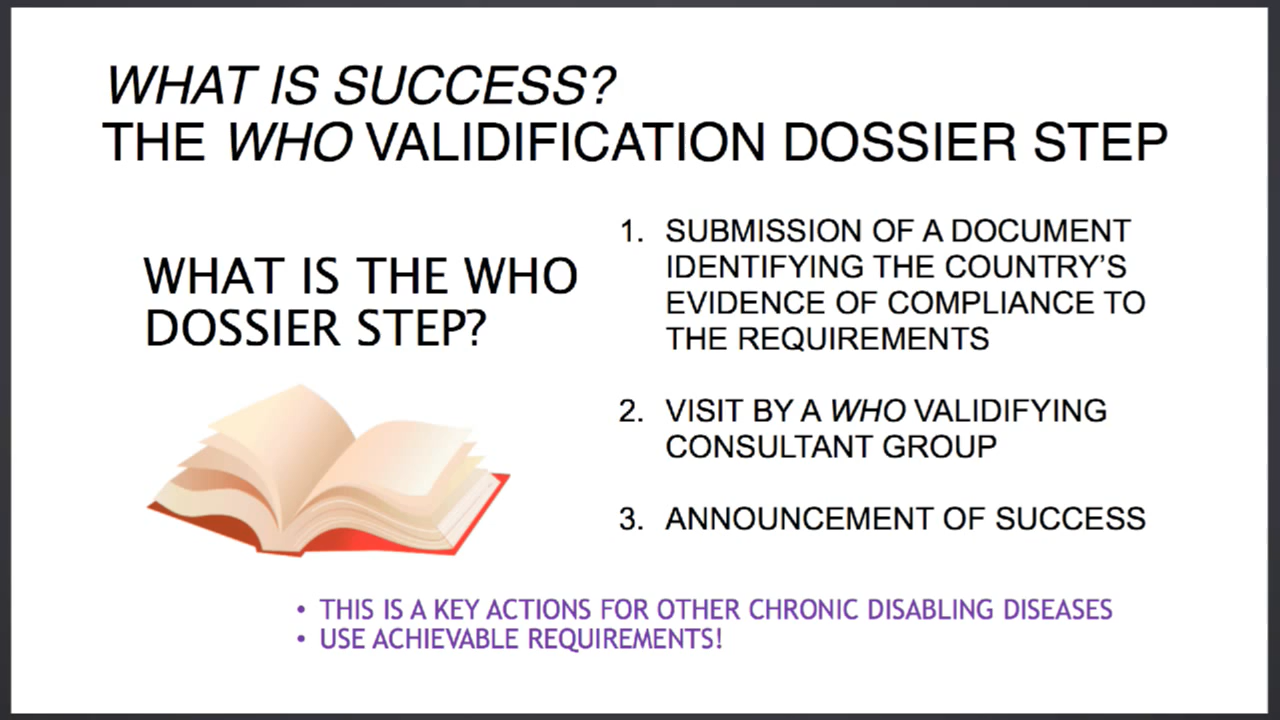 WHAT IS SUCCESS?
THE WHO VALIDIFICATION DOSSIER STEP
WHAT IS THE WHO
DOSSIER STEP?
1. SUBMISSION OF A DOCUMENT
IDENTIFYING THE COUNTRY’S
EVIDENCE OF COMPLIANCE TO
THE REQUIREMENTS
2. VISIT BY A WHO VALIDIFYING
CONSULTANT GROUP
3. ANNOUNCEMENT OF SUCCESS
• THIS IS A KEY ACTIONS FOR OTHER CHRONIC DISABLING DISEASES
• USE ACHIEVABLE REQUIREMENTS!